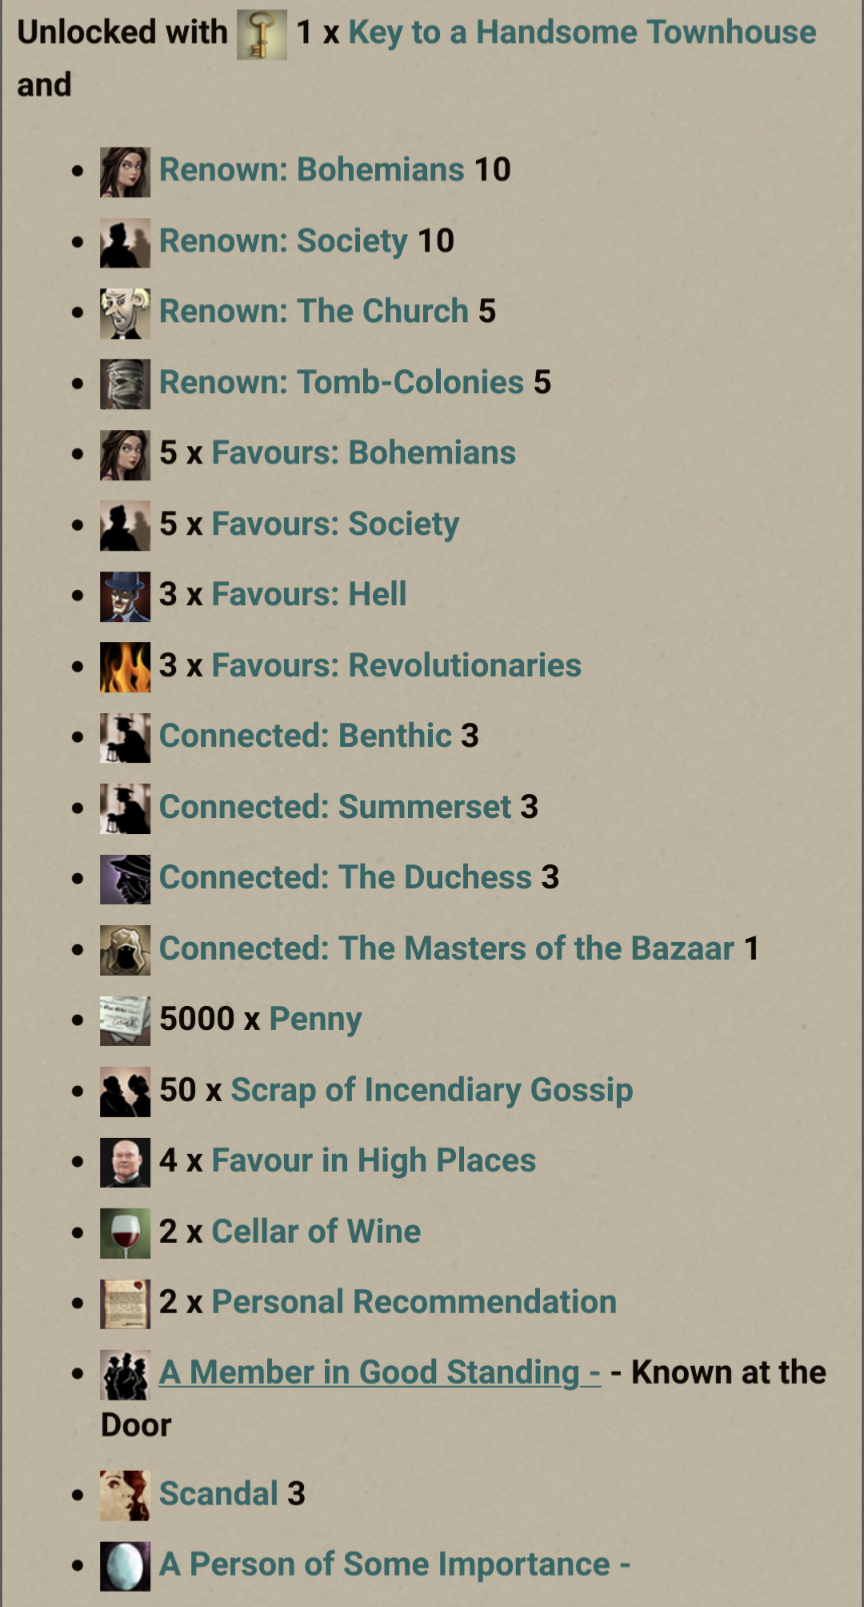 Unlocked with 1 x Key to a Handsome Townhouse
and
Renown: Bohemians 10
Renown: Society 10
Renown: The Church 5
Renown: Tomb-Colonies 5
5 x Favours: Bohemians
5 x Favours: Society
3 x Favours: Hell
3 x Favours: Revolutionaries
Connected: Benthic 3
Connected: Summerset 3
Connected: The Duchess 3
Connected: The Masters of the Bazaar 1
5000 x Penny
50 x Scrap of Incendiary Gossip
4 x Favour in High Places
2 x Cellar of Wine
2 x Personal Recommendation
A Member in Good Standing - - Known at the
Door
Scandal 3
A Person of Some Importance -